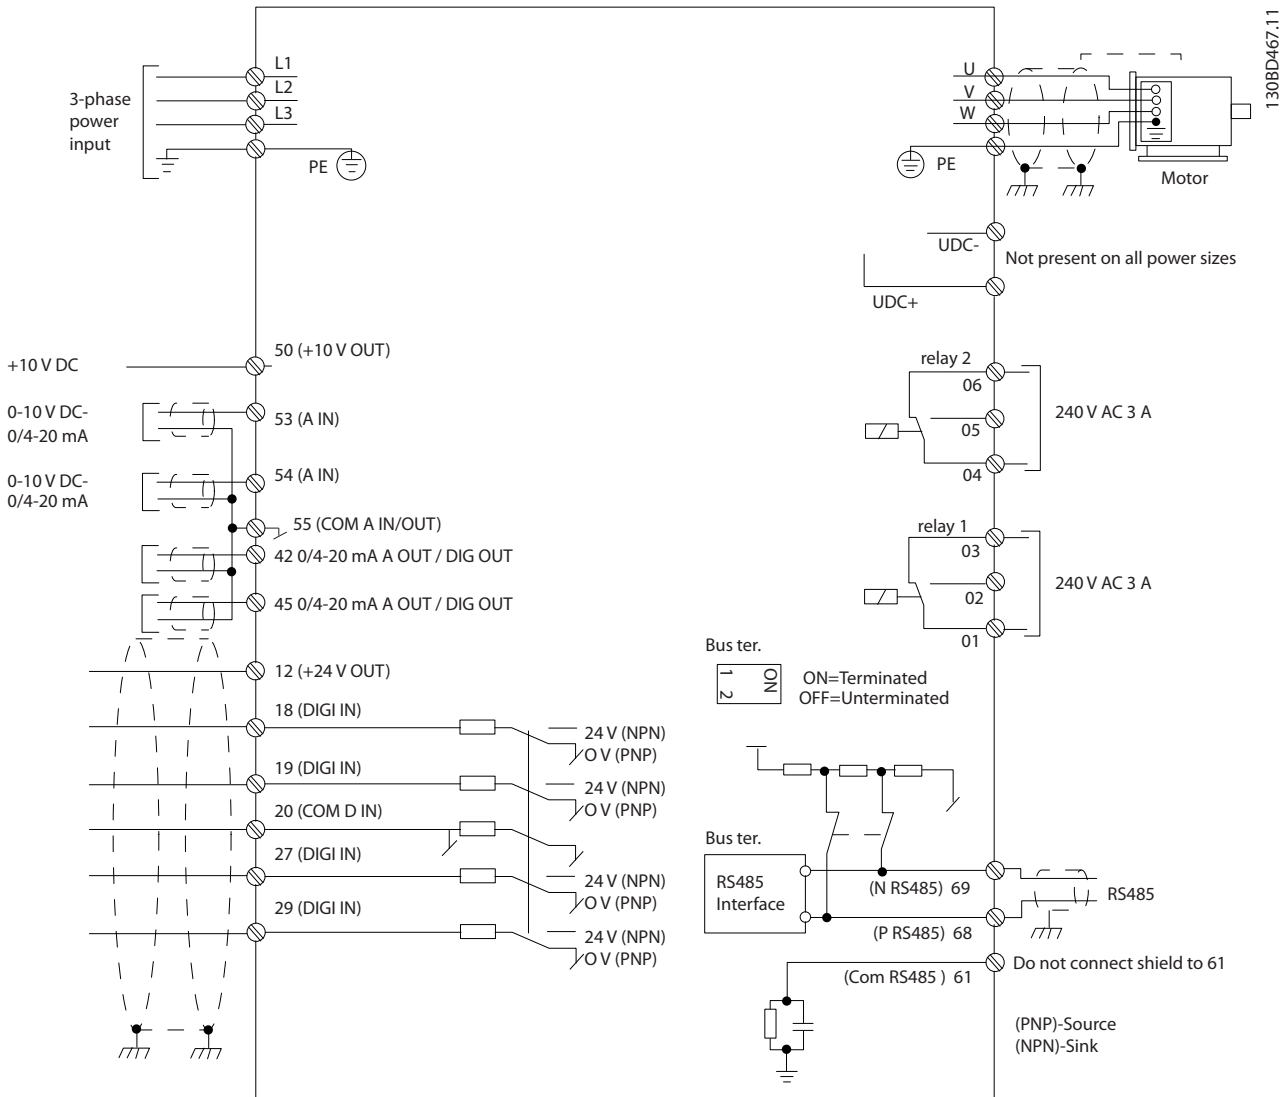 130BD467.11
3-phase
power
input
L1
L2
L3
PE
U
V
W
PE
Motor
UDC-
Not present on all power sizes
UDC+
+10 V DC
50 (+10 V OUT)
0-10 V DC-
0/4-20 mA
53 (A IN)
0-10 V DC-
0/4-20 mA
54 (A IN)
55 (COM A IN/OUT)
42 0/4-20 mA A OUT / DIG OUT
45 0/4-20 mA A OUT / DIG OUT
12 (+24 V OUT)
18 (DIGI IN)
24 V (NPN)
O V (PNP)
19 (DIGI IN)
24 V (NPN)
O V (PNP)
20 (COM D IN)
27 (DIGI IN)
24 V (NPN)
O V (PNP)
29 (DIGI IN)
24 V (NPN)
O V (PNP)
relay 2
06
05
04
240 V AC 3 A
relay 1
03
02
01
240 V AC 3 A
Bus ter.
1
2
ON
ON=Terminated
OFF=Unterminated
Bus ter.
RS485
Interface
(N RS485) 69
RS485
(P RS485) 68
(Com RS485 ) 61
Do not connect shield to 61
(PNP)-Source
(NPN)-Sink